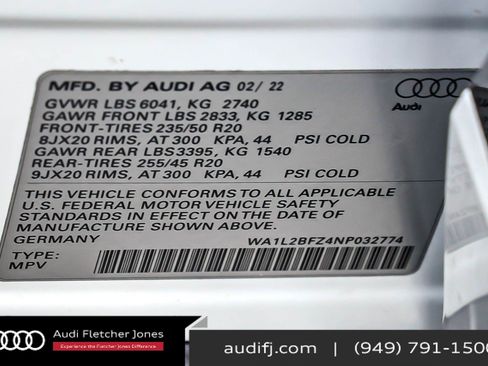 MFD. BY AUDI AG 02/ 22
GVWR LBS 6041, KG 2740
GAWR FRONT LBS 2833, KG 1285
FRONT-TIRES 235/50 R20
8JX20 RIMS, AT 300 KPA, 44 PSI COLD
GAWR REAR LBS 3395, KG 1540
REAR-TIRES 255/45 R20
9JX20 RIMS, AT 300 KPA, 44 PSI COLD
Audi
THIS VEHICLE CONFORMS TO ALL APPLICABLE
U.S. FEDERAL MOTOR VEHICLE SAFETY
STANDARDS IN EFFECT ON THE DATE OF
MANUFACTURE SHOWN ABOVE.
GERMANY WA1L2BFZ4NP032774
TYPE:
MPV
Audi Fletcher Jones
Experience the Fletcher Jones Difference.
audifj.com | (949) 791-1500